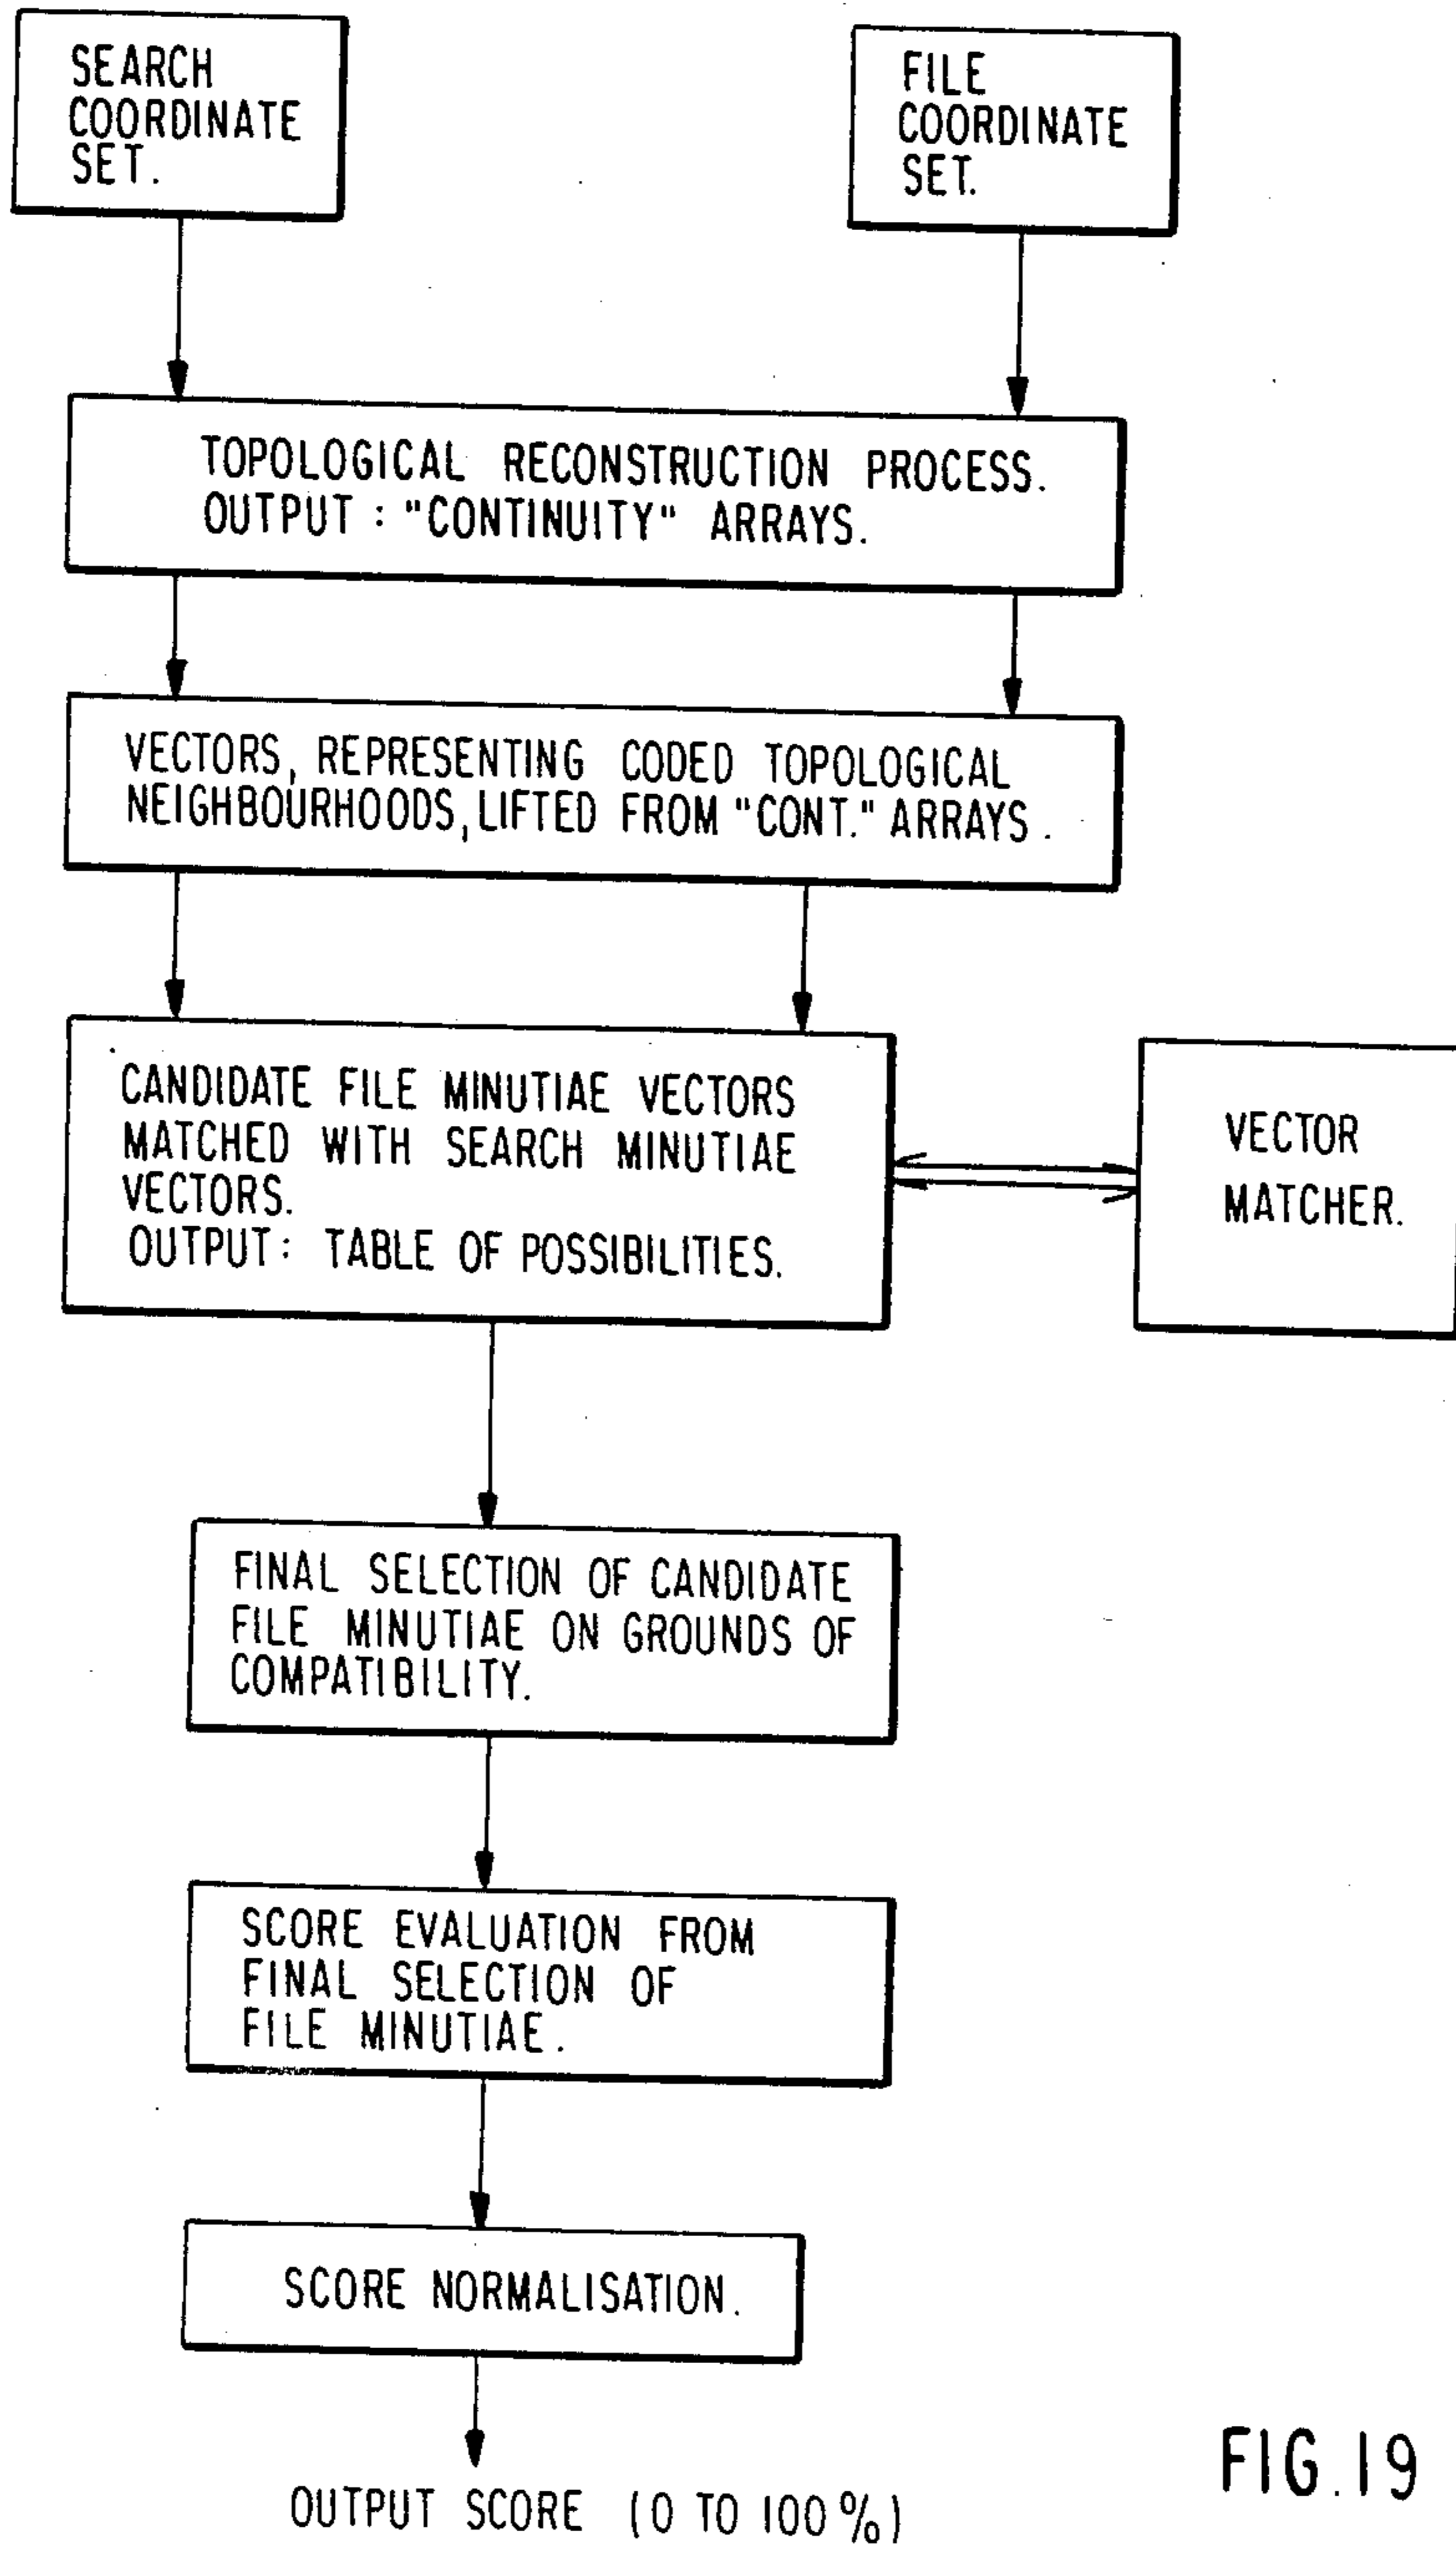 SEARCH
COORDINATE
SET.
FILE
COORDINATE
SET.
TOPOLOGICAL RECONSTRUCTION PROCESS.
OUTPUT : "CONTINUITY" ARRAYS.
VECTORS, REPRESENTING CODED TOPOLOGICAL
NEIGHBOURHOODS, LIFTED FROM "CONT." ARRAYS.
CANDIDATE FILE MINUTIAE VECTORS
MATCHED WITH SEARCH MINUTIAE
VECTORS.
OUTPUT: TABLE OF POSSIBILITIES.
VECTOR
MATCHER.
FINAL SELECTION OF CANDIDATE
FILE MINUTIAE ON GROUNDS OF
COMPATIBILITY.
SCORE EVALUATION FROM
FINAL SELECTION OF
FILE MINUTIAE.
SCORE NORMALISATION.
OUTPUT SCORE (0 TO 100%)
FIG.19